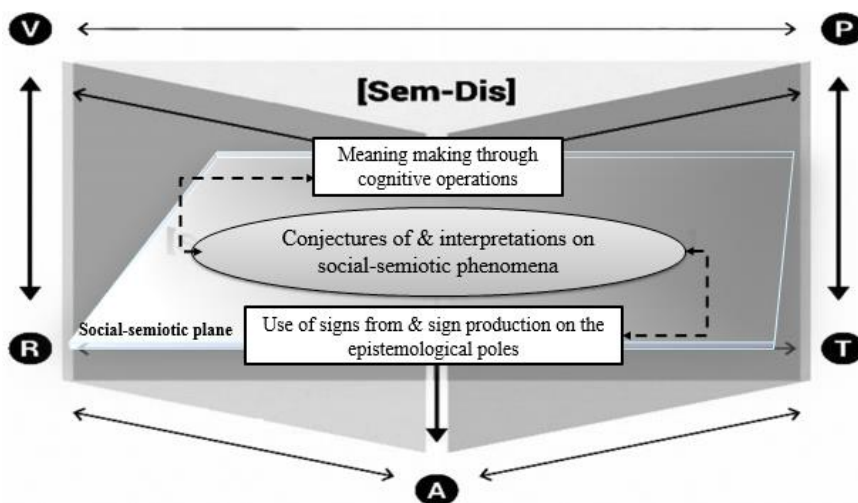 V
P
[Sem-Dis]
Meaning making through
cognitive operations
Conjectures of & interpretations on
social-semiotic phenomena
Social-semiotic plane
Use of signs from & sign production on the
epistemological poles
R
T
A